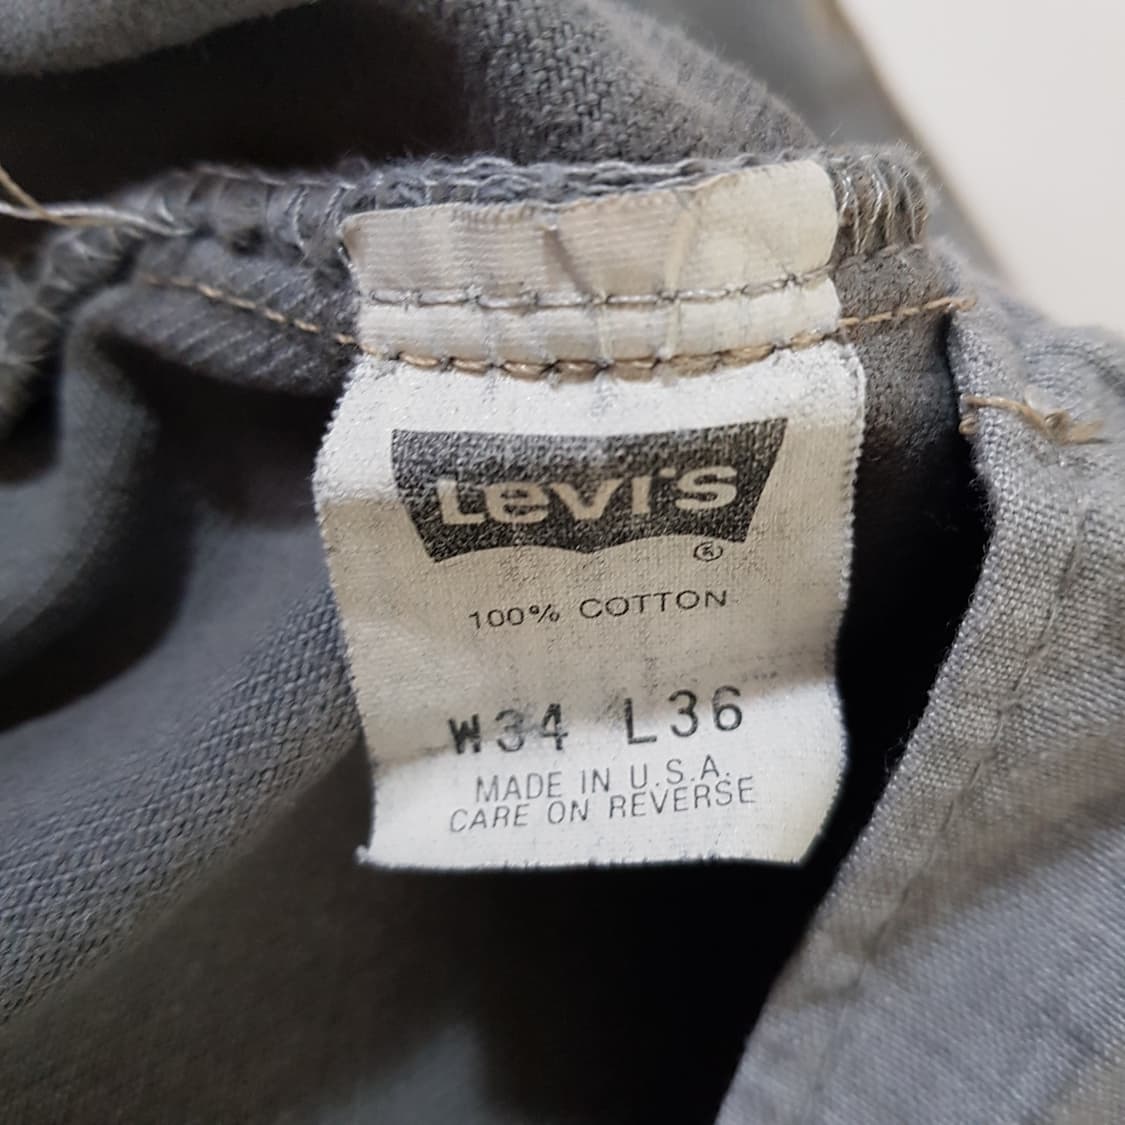 Levi's
®
100% COTTON
W34 L36
MADE IN U.S.A.
CARE ON REVERSE